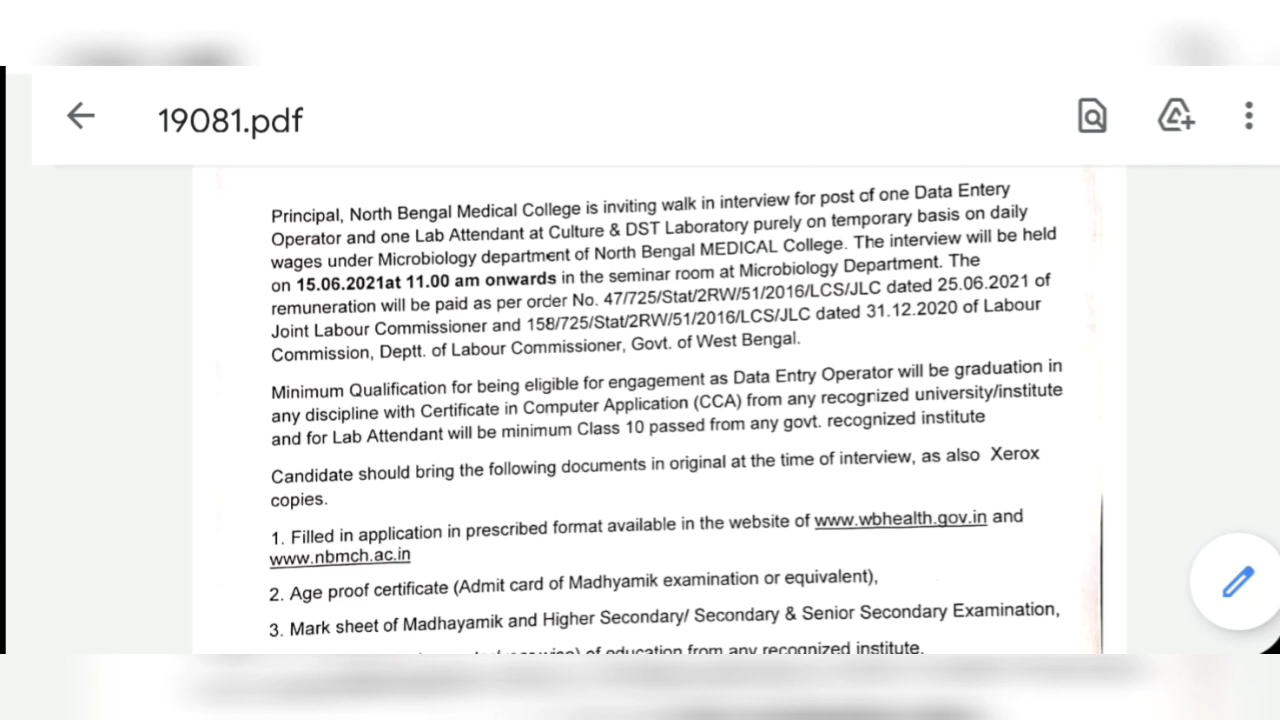 19081.pdf
Principal, North Bengal Medical College is inviting walk in interview for post of one Data Entery
Operator and one Lab Attendant at Culture & DST Laboratory purely on temporary basis on daily
wages under Microbiology department of North Bengal MEDICAL College. The interview will be held
on 15.06.2021at 11.00 am onwards in the seminar room at Microbiology Department. The
remuneration will be paid as per order No. 47/725/Stat/2RW/51/2016/LCS/JLC dated 25.06.2021 of
Joint Labour Commissioner and 158/725/Stat/2RW/51/2016/LCS/JLC dated 31.12.2020 of Labour
Commission, Deptt. of Labour Commissioner, Govt. of West Bengal.
Minimum Qualification for being eligible for engagement as Data Entry Operator will be graduation in
any discipline with Certificate in Computer Application (CCA) from any recognized university/institute
and for Lab Attendant will be minimum Class 10 passed from any govt. recognized institute
Candidate should bring the following documents in original at the time of interview, as also Xerox
copies.
1. Filled in application in prescribed format available in the website of www.wbhealth.gov.in and
www.nbmch.ac.in
2. Age proof certificate (Admit card of Madhyamik examination or equivalent),
3. Mark sheet of Madhayamik and Higher Secondary/ Secondary & Senior Secondary Examination,
of education from any recognized institute.